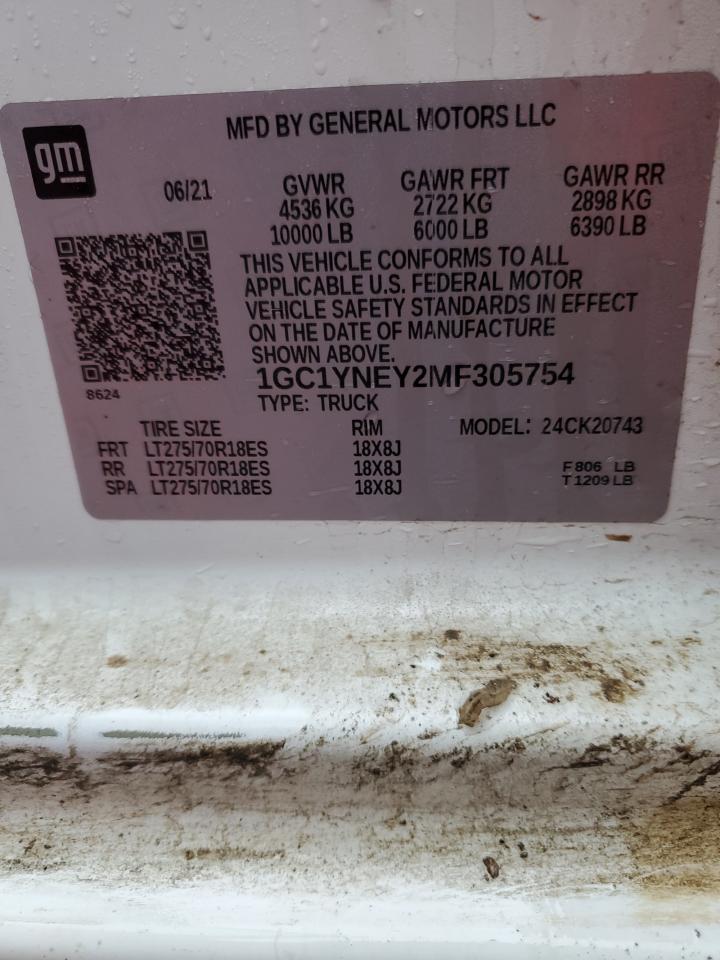 MFD BY GENERAL MOTORS LLC
gm
06/21 GVWR GAWR FRT GAWR RR
4536 KG 2722 KG 2898 KG
10000 LB 6000 LB 6390 LB
THIS VEHICLE CONFORMS TO ALL
APPLICABLE U.S. FEDERAL MOTOR
VEHICLE SAFETY STANDARDS IN EFFECT
ON THE DATE OF MANUFACTURE
SHOWN ABOVE.
8624
1GC1YNEY2MF305754
TYPE: TRUCK
TIRE SIZE RIM MODEL: 24CK20743
FRT LT275/70R18ES 18X8J
RR LT275/70R18ES 18X8J F 806 LB
SPA LT275/70R18ES 18X8J T 1209 LB